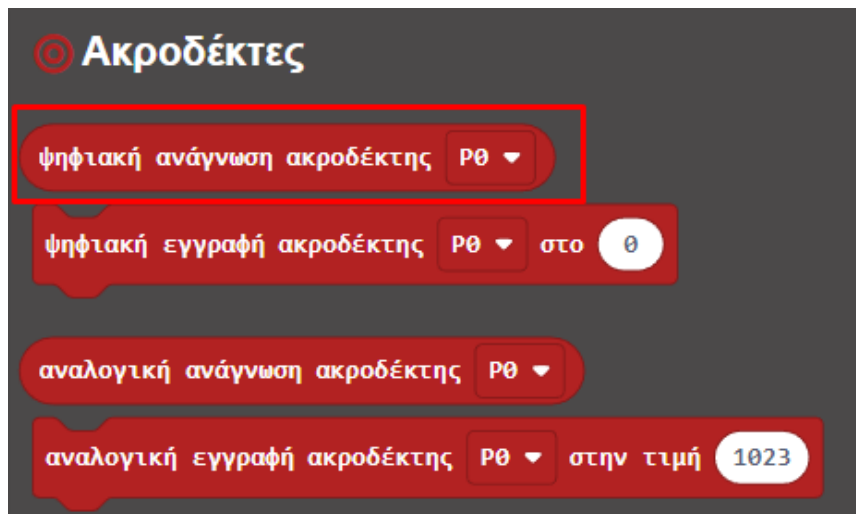 Ακροδέκτες
ψηφιακή ανάγνωση ακροδέκτης P0
ψηφιακή εγγραφή ακροδέκτης P0 στο 0
αναλογική ανάγνωση ακροδέκτης P0
αναλογική εγγραφή ακροδέκτης P0 στην τιμή 1023